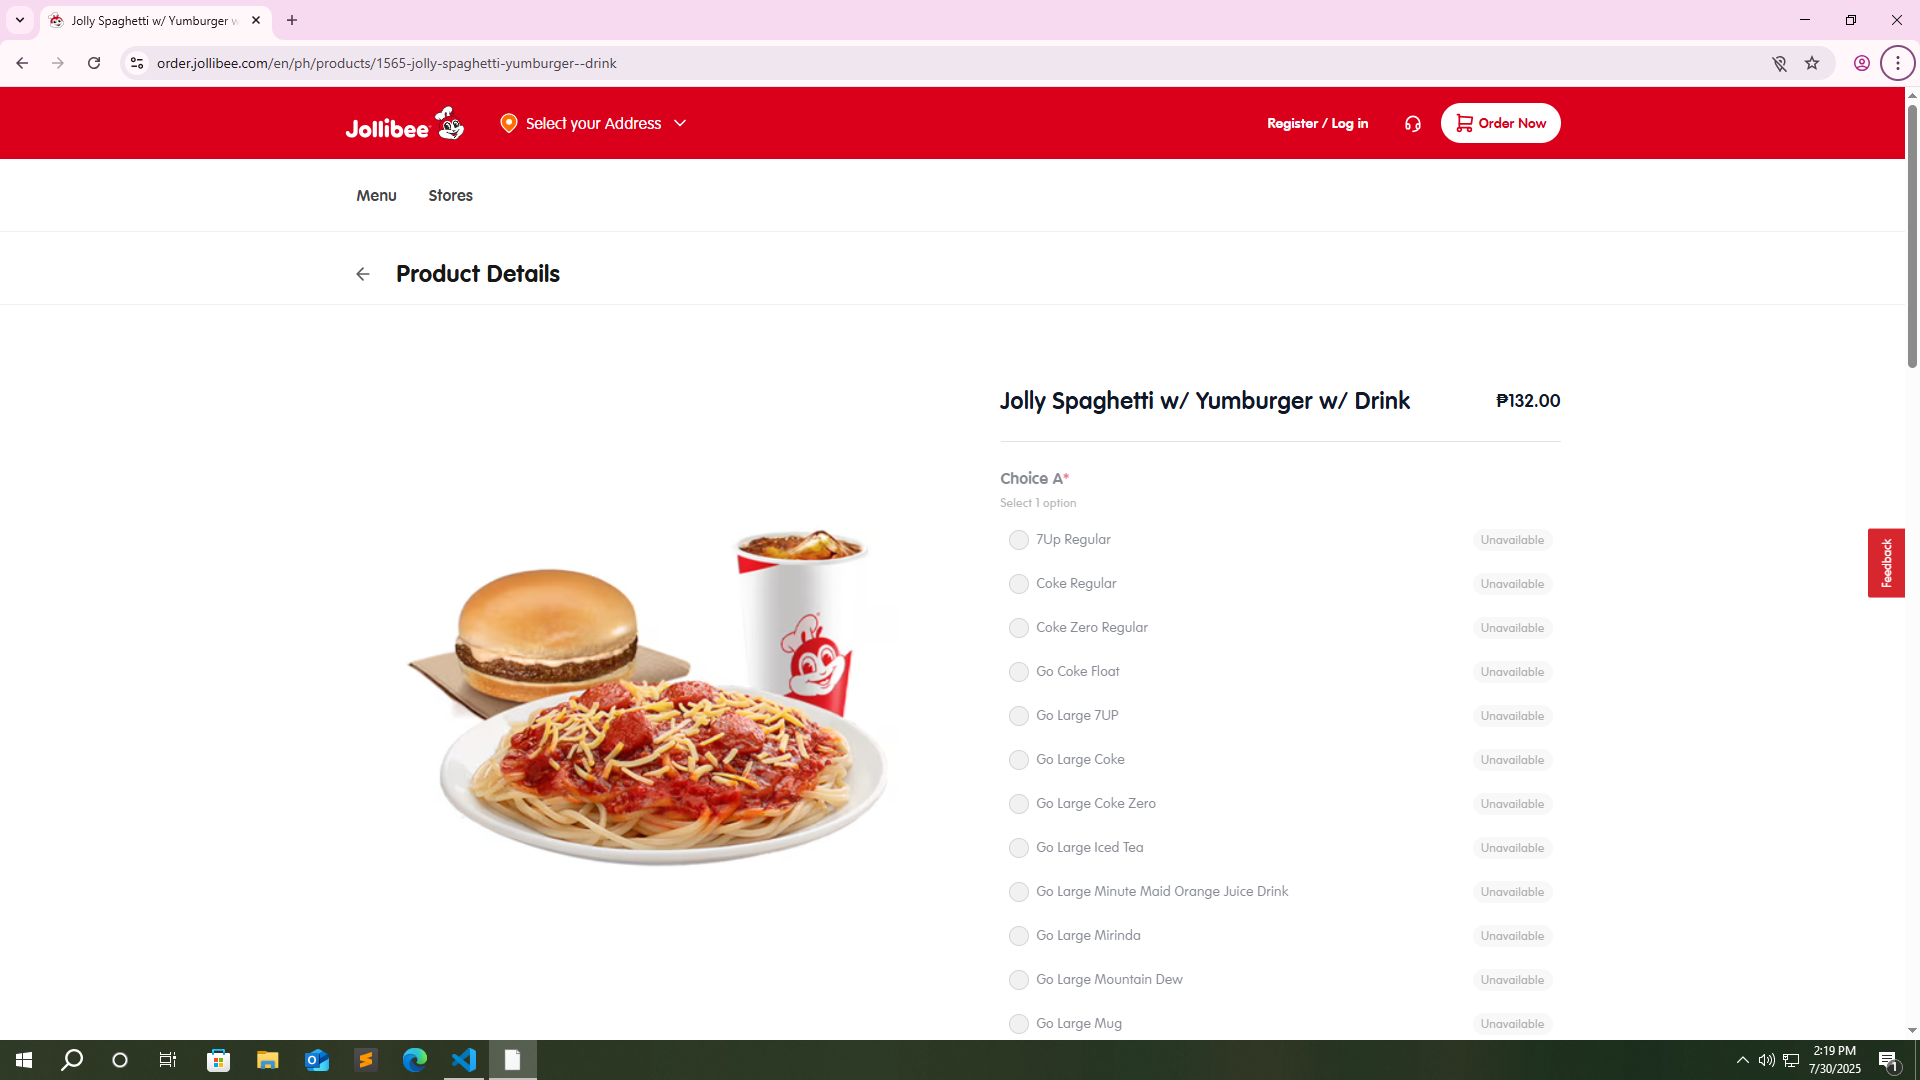 Jolly Spaghetti w/ Yumburger w
order.jollibee.com/en/ph/products/1565-jolly-spaghetti-yumburger--drink
Jollibee
Select your Address
Register / Log in
Order Now
Menu
Stores
Product Details
Jolly Spaghetti w/ Yumburger w/ Drink
₱132.00
Choice A*
Select 1 option
7Up Regular
Unavailable
Coke Regular
Unavailable
Coke Zero Regular
Unavailable
Go Coke Float
Unavailable
Go Large 7UP
Unavailable
Go Large Coke
Unavailable
Go Large Coke Zero
Unavailable
Go Large Iced Tea
Unavailable
Go Large Minute Maid Orange Juice Drink
Unavailable
Go Large Mirinda
Unavailable
Go Large Mountain Dew
Unavailable
Go Large Mug
Unavailable
Feedback
2:19 PM
7/30/2025
1